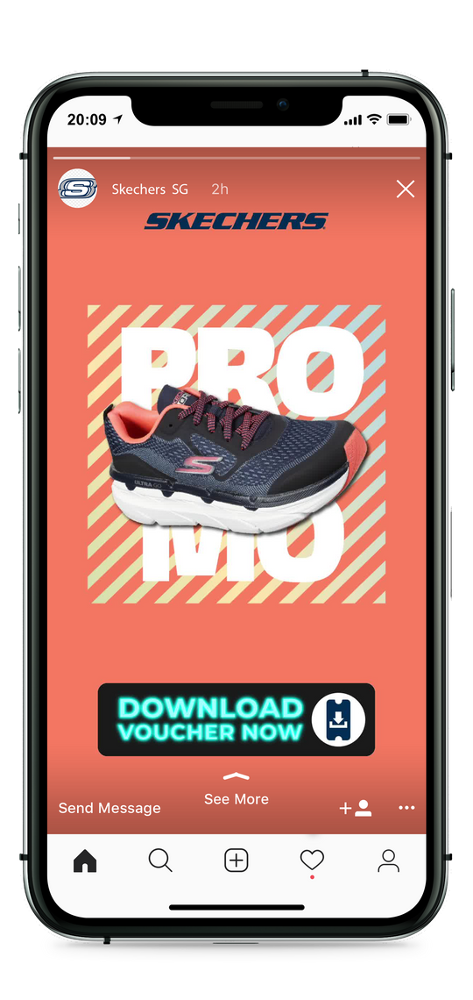 20:09
Skechers SG 2h
SKECHERS
PRO
MO
S
ULTRA GO
DOWNLOAD
VOUCHER NOW
See More
Send Message